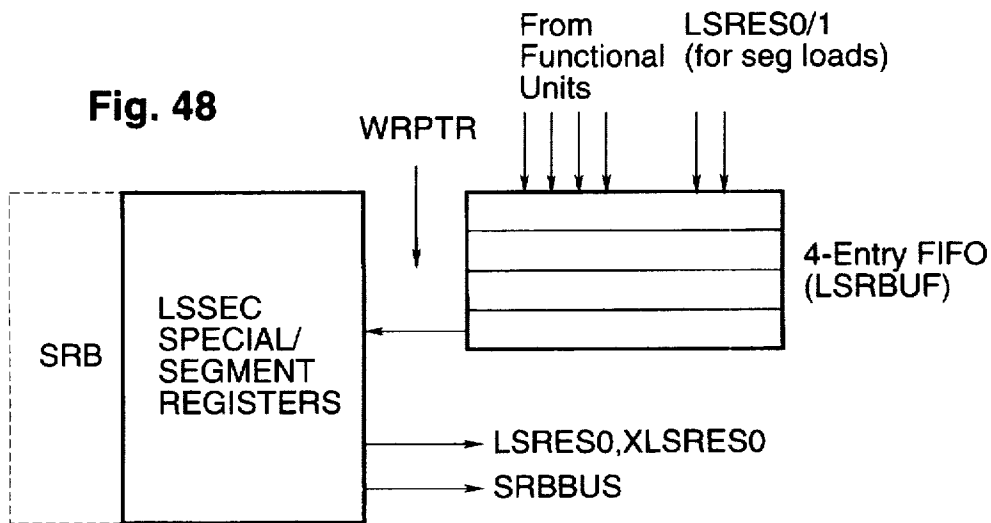 Fig. 48
From
Functional
Units
LSRES0/1
(for seg loads)
WRPTR
4-Entry FIFO
(LSRBUF)
SRB
LSSEC
SPECIAL/
SEGMENT
REGISTERS
LSRES0,XLSRES0
SRBBUS